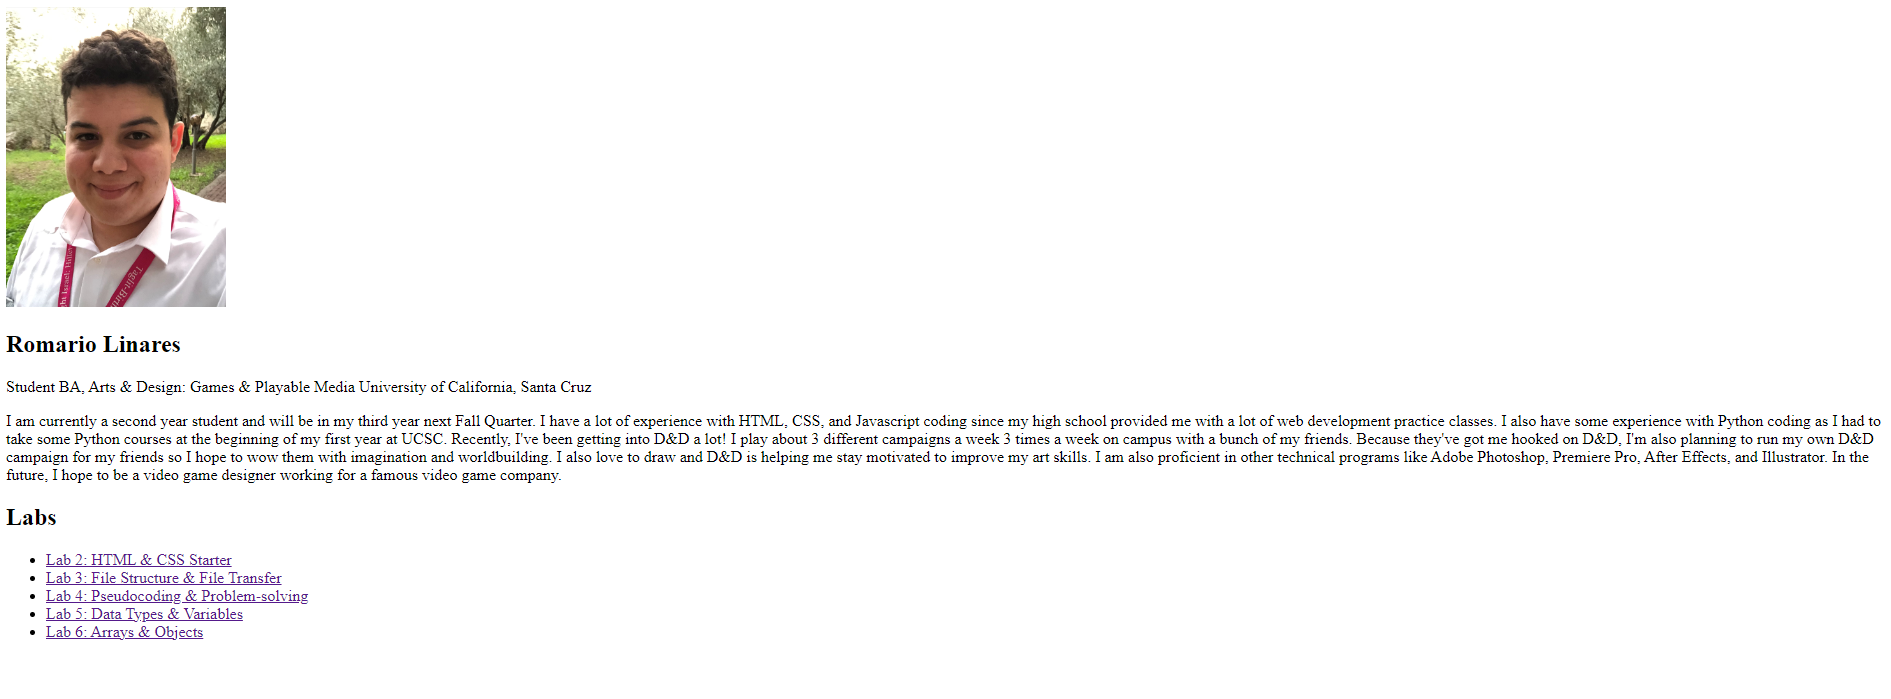 Romario Linares
Student BA, Arts & Design: Games & Playable Media University of California, Santa Cruz
I am currently a second year student and will be in my third year next Fall Quarter. I have a lot of experience with HTML, CSS, and Javascript coding since my high school provided me with a lot of web development practice classes. I also have some experience with Python coding as I had to
take some Python courses at the beginning of my first year at UCSC. Recently, I've been getting into D&D a lot! I play about 3 different campaigns a week 3 times a week on campus with a bunch of my friends. Because they've got me hooked on D&D, I'm also planning to run my own D&D
campaign for my friends so I hope to wow them with imagination and worldbuilding. I also love to draw and D&D is helping me stay motivated to improve my art skills. I am also proficient in other technical programs like Adobe Photoshop, Premiere Pro, After Effects, and Illustrator. In the
future, I hope to be a video game designer working for a famous video game company.
Labs
Lab 2: HTML & CSS Starter
Lab 3: File Structure & File Transfer
Lab 4: Pseudocoding & Problem-solving
Lab 5: Data Types & Variables
Lab 6: Arrays & Objects